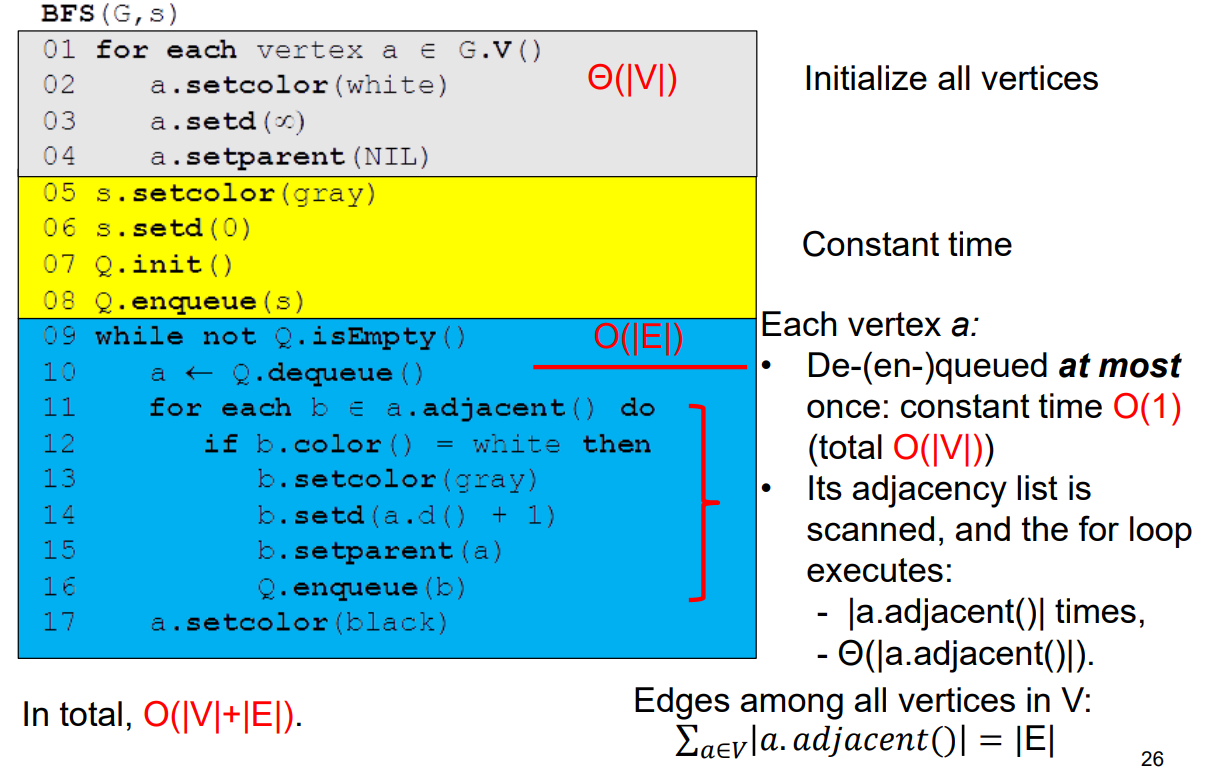 BFS(G,s)
01 for each vertex a ∈ G.V()
02 a.setcolor(white)
03 a.setd(∞)
04 a.setparent(NIL)
Θ(|V|)
Initialize all vertices
05 s.setcolor(gray)
06 s.setd(0)
07 Q.init()
08 Q.enqueue(s)
Constant time
09 while not Q.isEmpty()
10 a ← Q.dequeue()
11 for each b ∈ a.adjacent() do
12 if b.color() = white then
13 b.setcolor(gray)
14 b.setd(a.d() + 1)
15 b.setparent(a)
16 Q.enqueue(b)
17 a.setcolor(black)
O(|E|)
Each vertex a:
• De-(en-)queued at most
once: constant time O(1)
(total O(|V|))
• Its adjacency list is
scanned, and the for loop
executes:
- |a.adjacent()| times,
- Θ(|a.adjacent()|).
In total, O(|V|+|E|).
Edges among all vertices in V:
∑a∈V|a.adjacent()| = |E|
26